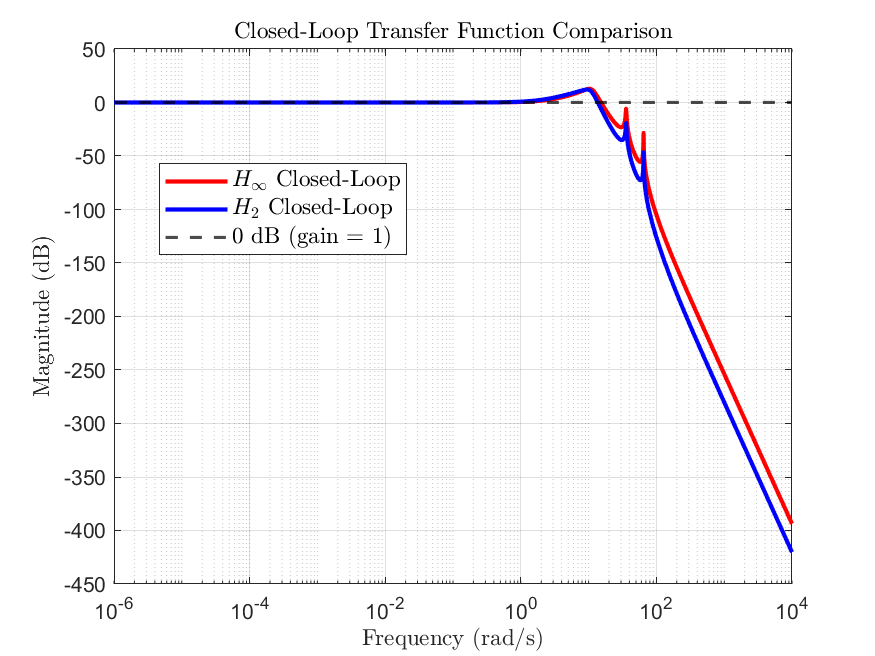 Closed-Loop Transfer Function Comparison
Magnitude (dB)
50
0
-50
-100
-150
-200
-250
-300
-350
-400
-450
H∞ Closed-Loop
H2 Closed-Loop
0 dB (gain = 1)
10^-6 10^-4 10^-2 10^0 10^2 10^4
Frequency (rad/s)